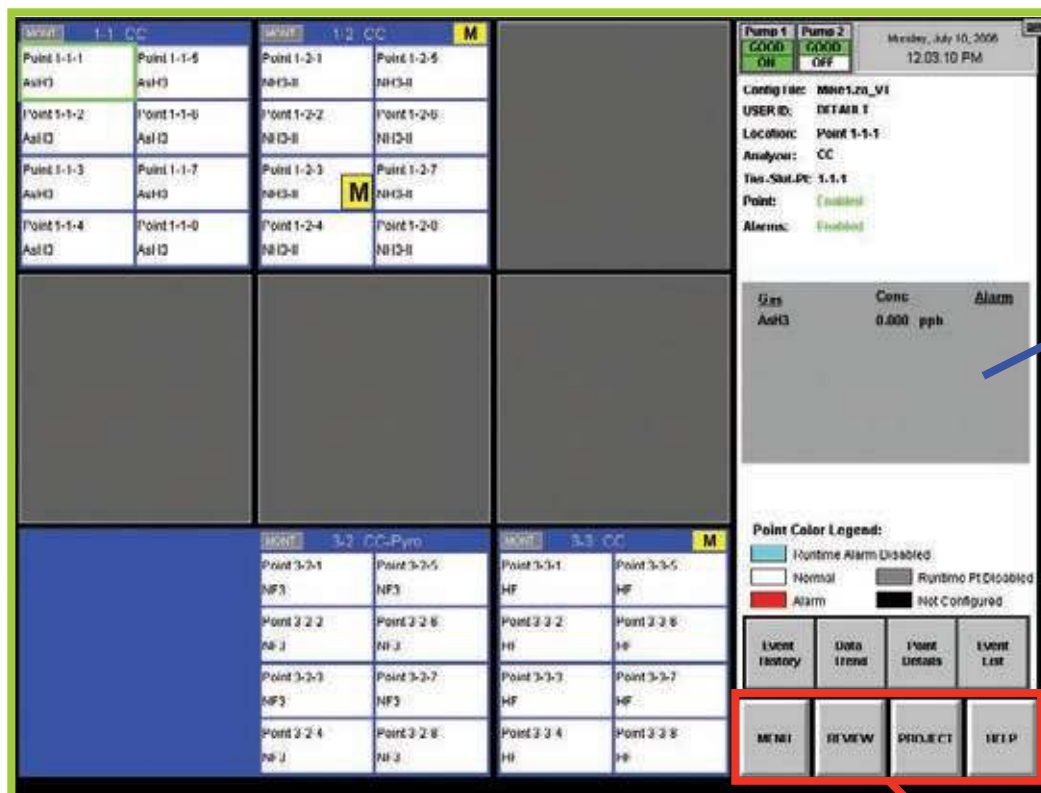 MONT 1-1 CC
Point 1-1-1 Point 1-1-5
AsH3 AsH3
Point 1-1-2 Point 1-1-6
AsH3 AsH3
Point 1-1-3 Point 1-1-7
AsH3 AsH3
Point 1-1-4 Point 1-1-8
AsH3 AsH3
MONT 1-2 CC M
Point 1-2-1 Point 1-2-5
NH3-II NH3-II
Point 1-2-2 Point 1-2-6
NH3-II NH3-II
Point 1-2-3 Point 1-2-7
NH3-II M NH3-II
Point 1-2-4 Point 1-2-8
NH3-II NH3-II
MONT 3-2 CC-Pyro
Point 3-2-1 Point 3-2-5
NF3 NF3
Point 3-2-2 Point 3-2-6
NF3 NF3
Point 3-2-3 Point 3-2-7
NF3 NF3
Point 3-2-4 Point 3-2-8
NF3 NF3
MONT 3-3 CC M
Point 3-3-1 Point 3-3-5
HF HF
Point 3-3-2 Point 3-3-6
HF HF
Point 3-3-3 Point 3-3-7
HF HF
Point 3-3-4 Point 3-3-8
HF HF
Pump 1 Pump 2
GOOD GOOD
ON OFF
Monday, July 10, 2006
12:03:10 PM
Config File:
USER ID: DEFAULT
Location: Point 1-1-1
Analyzer: CC
1-1-1
Point: Enabled
Alarms: Enabled
Gas Conc Alarm
AsH3 0.000 ppb
Point Color Legend:
Runtime Alarm Disabled
Normal Runtime Pt Disabled
Alarm Not Configured
Event History
Data Trend
Point Details
Event List
MENU REVIEW PROJECT HELP